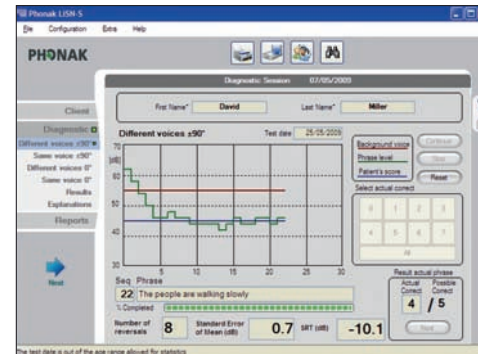 Phonak LiSN-S
File Configuration Extra Help
PHONAK
Diagnostic Session 07/05/2009
Client
First Name* David Last Name* Miller
Diagnostic
Different voices ±90°
Same voice ±90°
Different voices 0°
Same voice 0°
Results
Explanations
Reports
Next
Different voices ±90° Test date 25/05/2009
[dB]
70
60
50
40
30
5 10 15 20 25 30
Background voice
Phrase level
Patient's score
Continue
Stop
Reset
Select actual correct
0 1 2 3
4 5 6 7
All
Seq Phrase
22 The people are walking slowly
% Completed
Result actual phrase
Actual Correct Possible Correct
4 / 5
Next
Number of reversals 8 Standard Error of Mean (dB) 0.7 SRT (dB) -10.1
The test date is out of the age range allowed for statistics